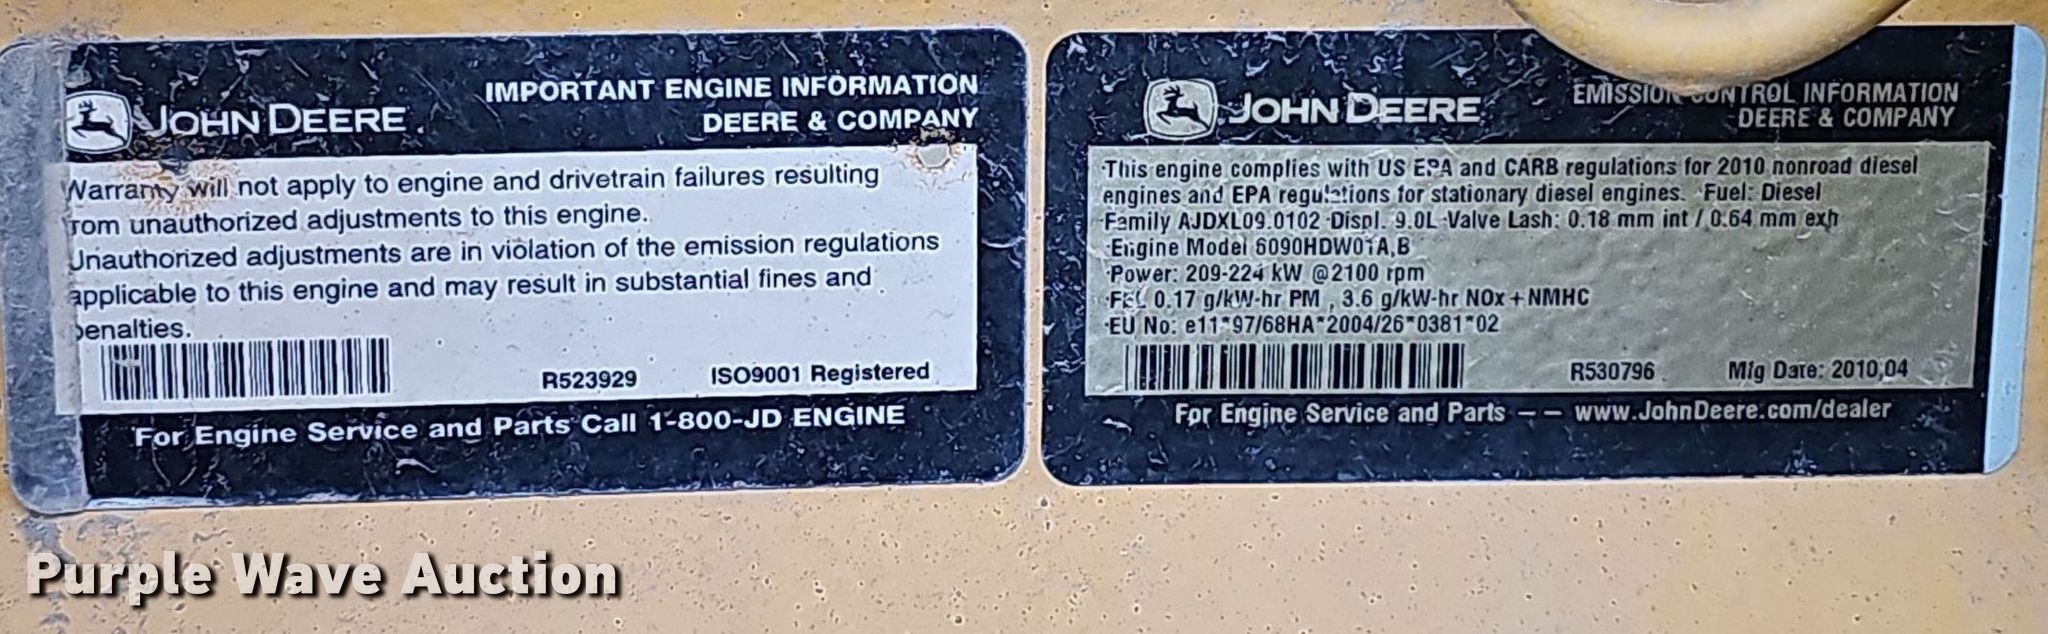 JOHN DEERE
IMPORTANT ENGINE INFORMATION
DEERE & COMPANY
Warranty will not apply to engine and drivetrain failures resulting
rom unauthorized adjustments to this engine.
Unauthorized adjustments are in violation of the emission regulations
applicable to this engine and may result in substantial fines and
penalties.
R523929 ISO9001 Registered
For Engine Service and Parts Call 1-800-JD ENGINE
JOHN DEERE
EMISSION CONTROL INFORMATION
DEERE & COMPANY
This engine complies with US EPA and CARB regulations for 2010 nonroad diesel
engines and EPA regulations for stationary diesel engines. Fuel: Diesel
Family AJDXL09.0102 Displ. 9.0L Valve Lash: 0.18 mm int / 0.64 mm exh
Engine Model 6090HDW01A,B
Power: 209-224 kW @2100 rpm
FEL 0.17 g/kW-hr PM , 3.6 g/kW-hr NOx + NMHC
EU No: e11*97/68HA*2004/26*0381*02
R530796 Mfg Date: 2010,04
For Engine Service and Parts – – www.JohnDeere.com/dealer
Purple Wave Auction